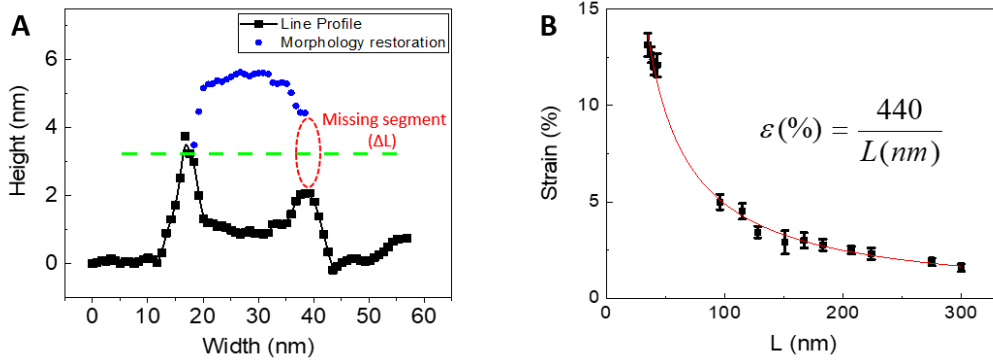 A
Line Profile
Morphology restoration
Missing segment
(ΔL)
Height (nm)
6
4
2
0
0 10 20 30 40 50 60
Width (nm)
B
ε(%) = 440 / L(nm)
Strain (%)
15
10
5
0
0 100 200 300
L (nm)